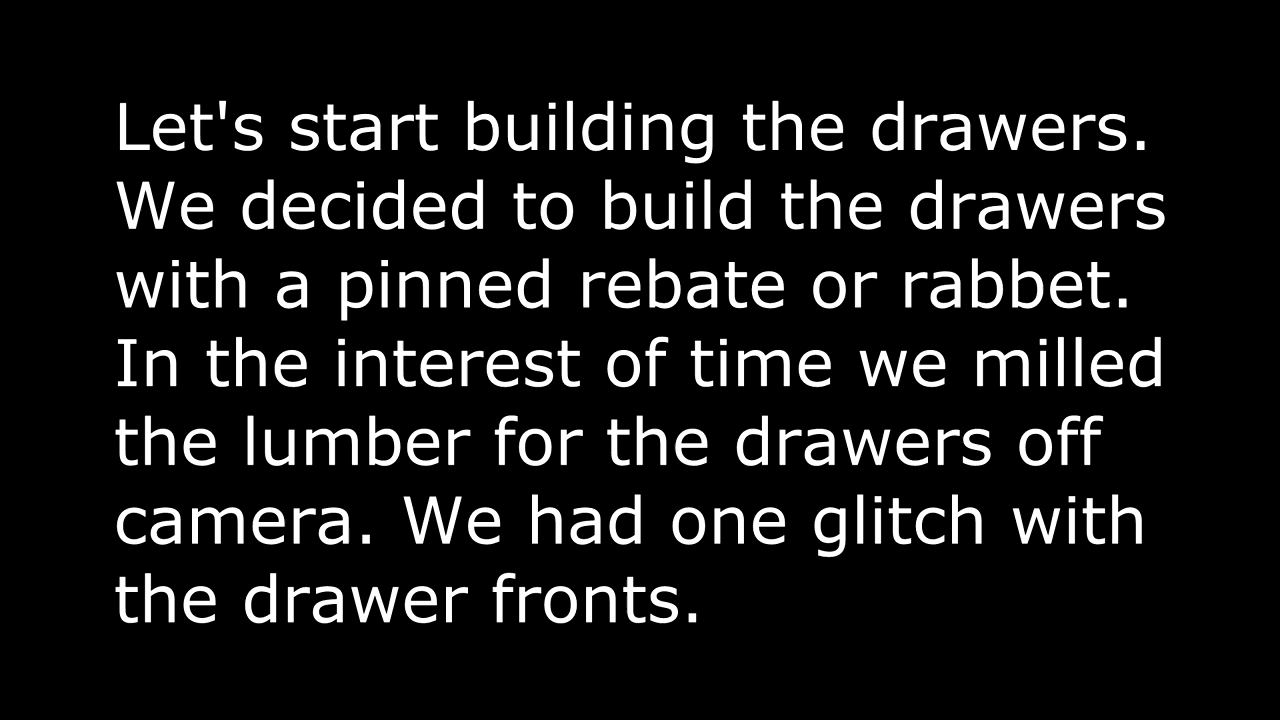 Let's start building the drawers.
We decided to build the drawers
with a pinned rebate or rabbet.
In the interest of time we milled
the lumber for the drawers off
camera. We had one glitch with
the drawer fronts.